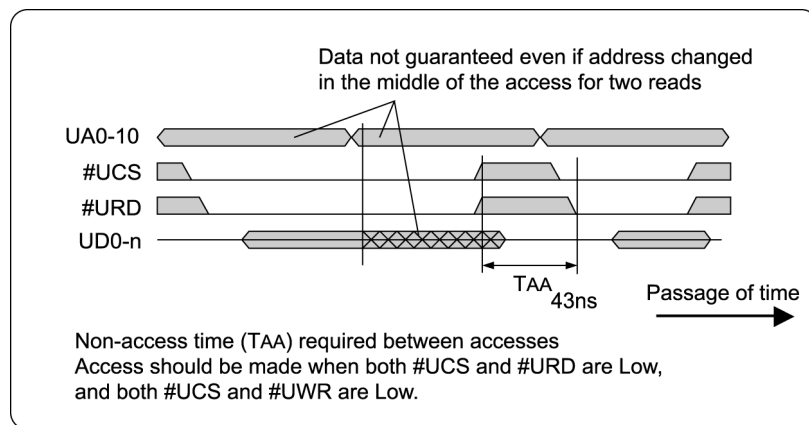 Data not guaranteed even if address changed
in the middle of the access for two reads
UA0-10
#UCS
#URD
UD0-n
TAA
43ns
Passage of time
Non-access time (TAA) required between accesses
Access should be made when both #UCS and #URD are Low,
and both #UCS and #UWR are Low.